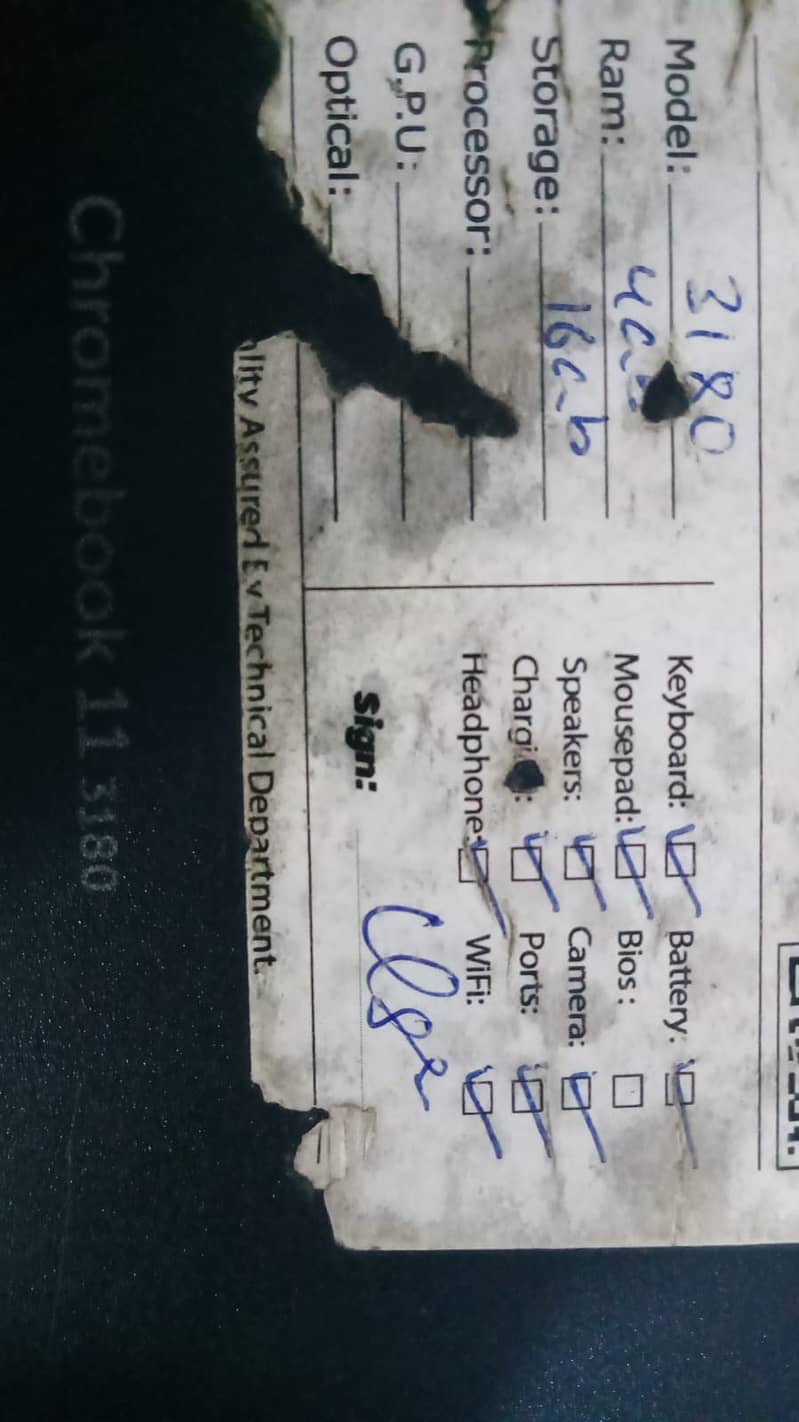 Model: 3180
Ram: 4Gb
Storage: 16Gb
Processor:
G.P.U:
Optical:
Keyboard: Battery:
Mousepad: Bios:
Speakers: Camera:
Ports:
Headphone: WiFi:
sign:
Assured By Technical Department.
Chromebook 11 3180